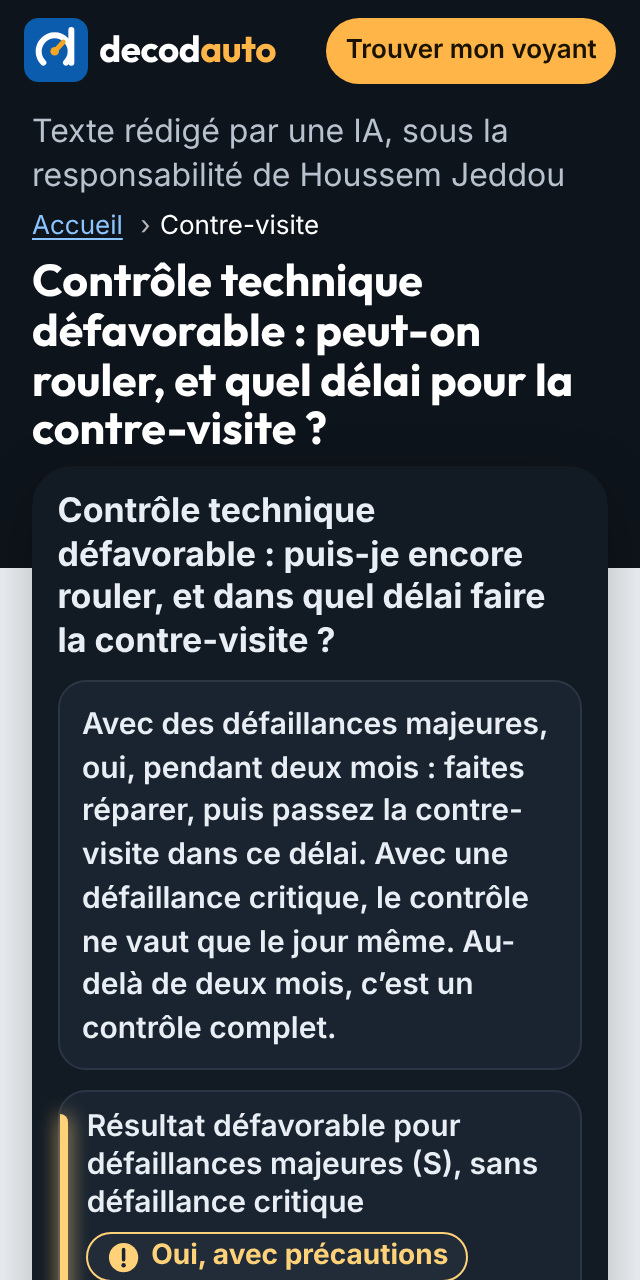 decodauto
Trouver mon voyant
Texte rédigé par une IA, sous la
responsabilité de Houssem Jeddou
Accueil › Contre-visite
Contrôle technique
défavorable : peut-on
rouler, et quel délai pour la
contre-visite ?
Contrôle technique
défavorable : puis-je encore
rouler, et dans quel délai faire
la contre-visite ?
Avec des défaillances majeures,
oui, pendant deux mois : faites
réparer, puis passez la contre-
visite dans ce délai. Avec une
défaillance critique, le contrôle
ne vaut que le jour même. Au-
delà de deux mois, c’est un
contrôle complet.
Résultat défavorable pour
défaillances majeures (S), sans
défaillance critique
Oui, avec précautions